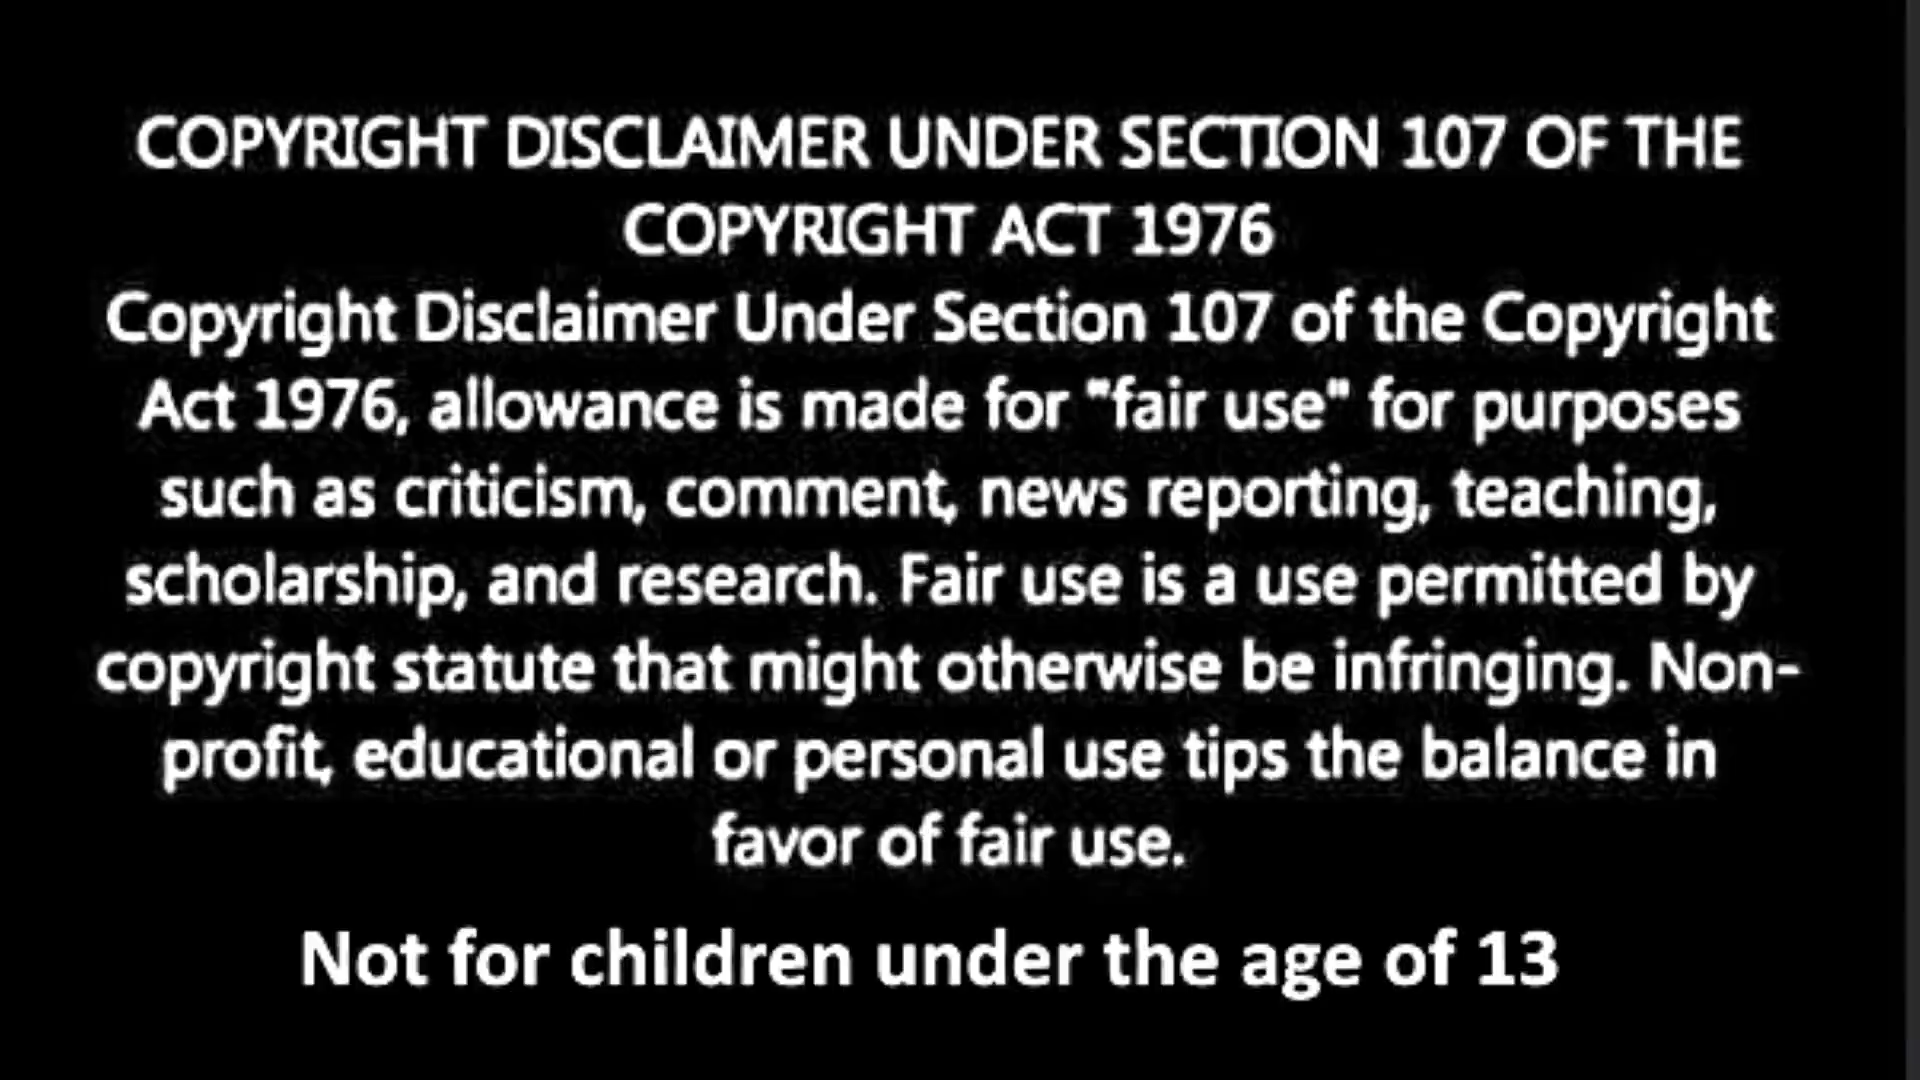 COPYRIGHT DISCLAIMER UNDER SECTION 107 OF THE
COPYRIGHT ACT 1976
Copyright Disclaimer Under Section 107 of the Copyright
Act 1976, allowance is made for "fair use" for purposes
such as criticism, comment, news reporting, teaching,
scholarship, and research. Fair use is a use permitted by
copyright statute that might otherwise be infringing. Non-
profit, educational or personal use tips the balance in
favor of fair use.
Not for children under the age of 13